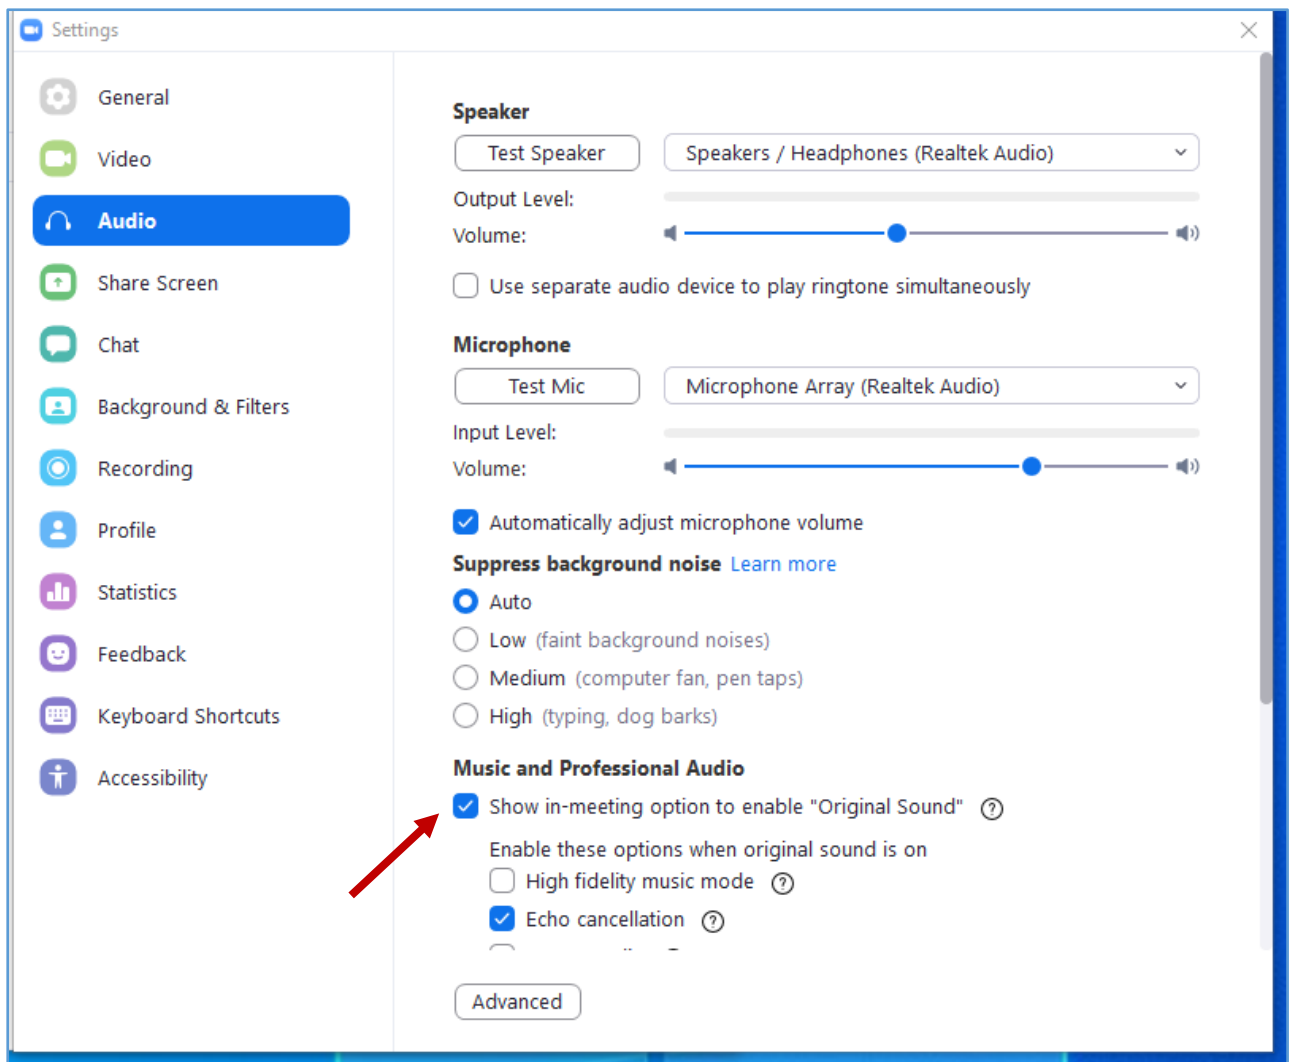 Settings
General
Video
Audio
Share Screen
Chat
Background & Filters
Recording
Profile
Statistics
Feedback
Keyboard Shortcuts
Accessibility
Speaker
Test Speaker Speakers / Headphones (Realtek Audio)
Output Level:
Volume:
Use separate audio device to play ringtone simultaneously
Microphone
Test Mic Microphone Array (Realtek Audio)
Input Level:
Volume:
Automatically adjust microphone volume
Suppress background noise Learn more
Auto
Low (faint background noises)
Medium (computer fan, pen taps)
High (typing, dog barks)
Music and Professional Audio
Show in-meeting option to enable "Original Sound" ?
Enable these options when original sound is on
High fidelity music mode ?
Echo cancellation ?
Advanced